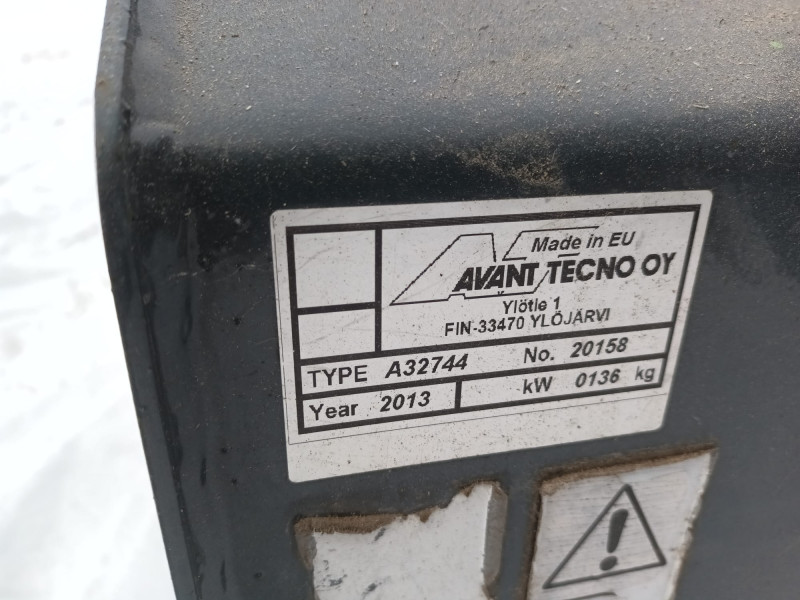 Made in EU
AVANT TECNO OY
Ylötie 1
FIN-33470 YLÖJÄRVI
TYPE A32744 No. 20158
Year 2013 kW 0136 kg
!